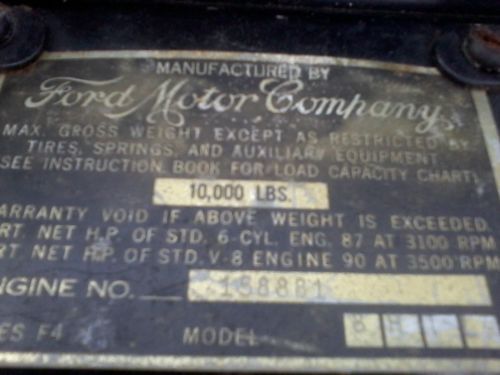 MANUFACTURED BY
Ford Motor Company
MAX. GROSS WEIGHT EXCEPT AS RESTRICTED BY
TIRES, SPRINGS, AND AUXILIARY EQUIPMENT
SEE INSTRUCTION BOOK FOR LOAD CAPACITY CHART
10,000 LBS.
ARRANTY VOID IF ABOVE WEIGHT IS EXCEEDED
RT. NET H.P. OF STD. 6-CYL. ENG. 87 AT 3100 RPM
RT. NET H.P. OF STD. V-8 ENGINE 90 AT 3500 RPM
NGINE NO. 158881
ES F4 MODEL 8 H